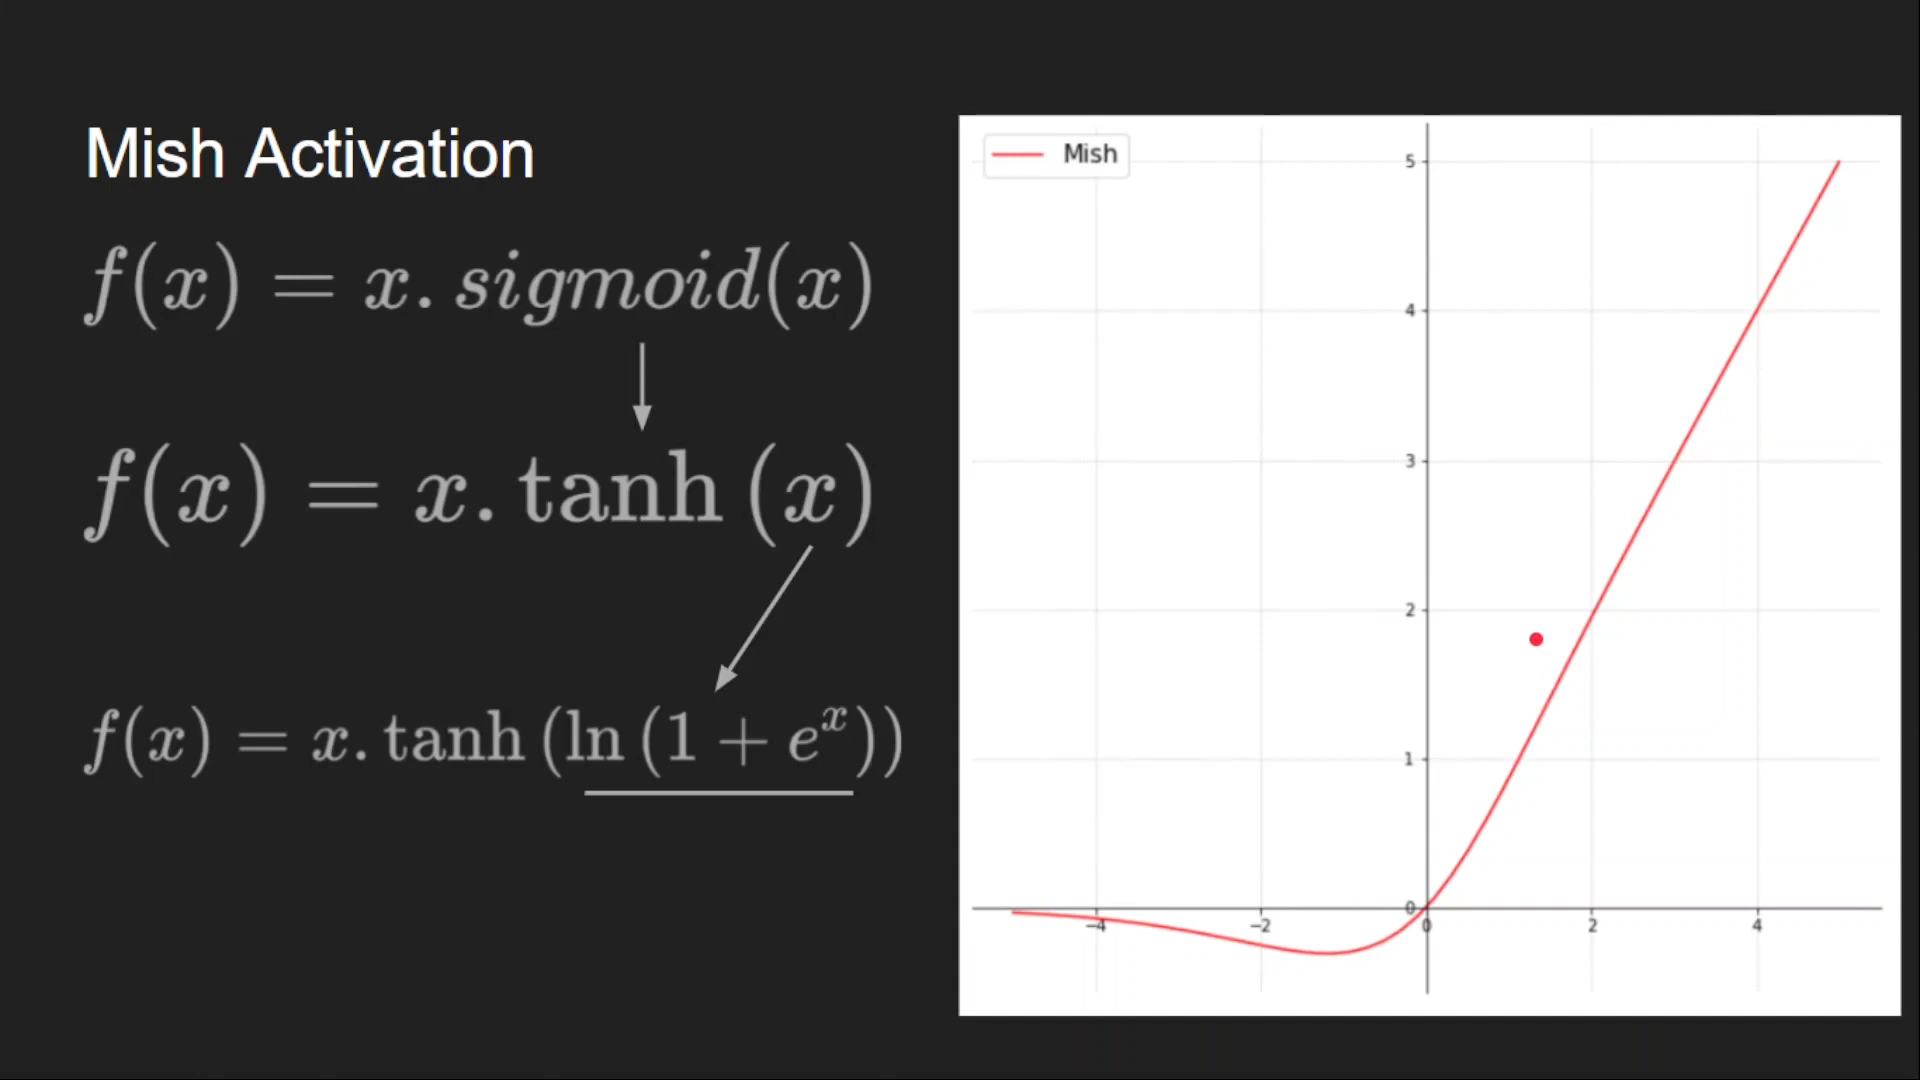 Mish Activation
f(x) = x. sigmoid(x)
f(x) = x. tanh (x)
f(x) = x. tanh (ln (1 + e^x))
Mish
5
4
3
2
1
0
−4 −2 0 2 4